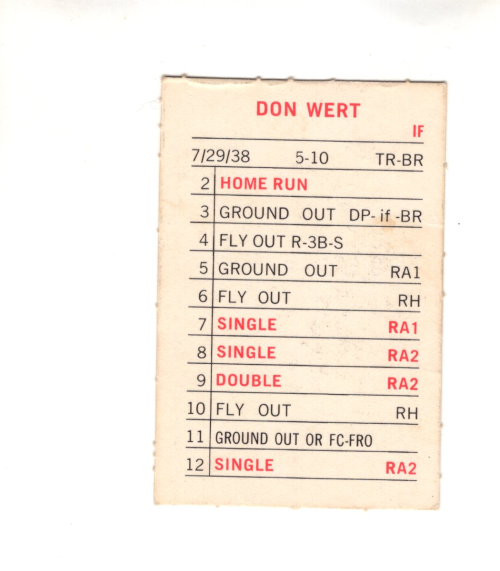 DON WERT
IF
7/29/38 5-10 TR-BR
2 HOME RUN
3 GROUND OUT DP-if-BR
4 FLY OUT R-3B-S
5 GROUND OUT RA1
6 FLY OUT RH
7 SINGLE RA1
8 SINGLE RA2
9 DOUBLE RA2
10 FLY OUT RH
11 GROUND OUT OR FC-FRO
12 SINGLE RA2